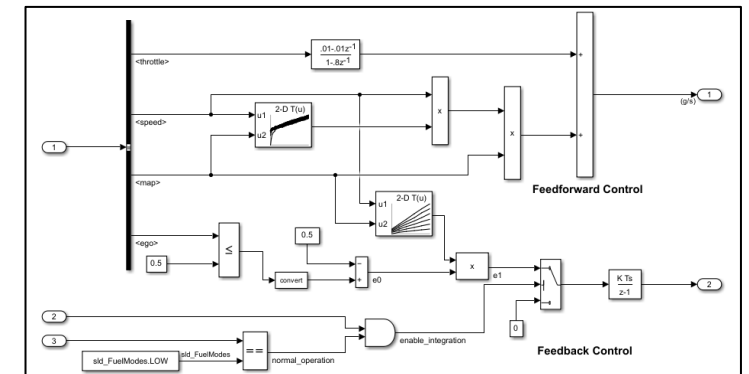 .01-.01z-1
1-.8z-1
<throttle>
+
1
(g/s)
<speed>
2-D T(u)
u1
u2
x
x
+
1
<map>
2-D T(u)
u1
u2
Feedforward Control
<ego>
≤
0.5
0.5
convert
−
+
e0
x
e1
K Ts
z-1
2
0
2
3
sld_FuelModes.LOW
sld_FuelModes
==
normal_operation
enable_integration
Feedback Control